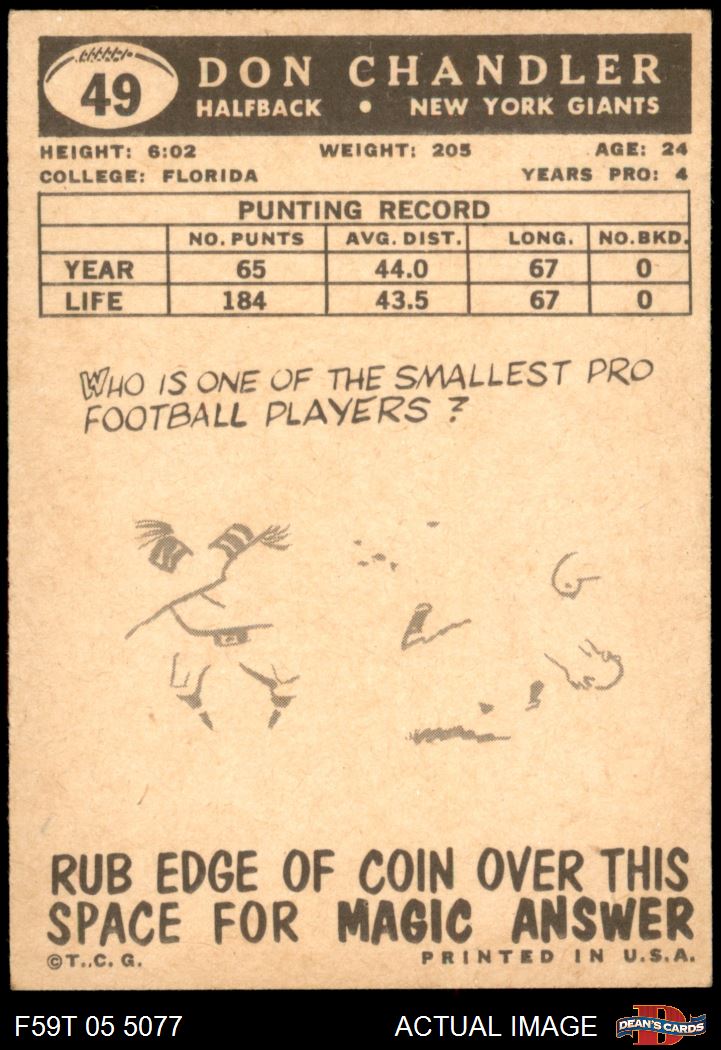 49
DON CHANDLER
HALFBACK • NEW YORK GIANTS
HEIGHT: 6:02 WEIGHT: 205 AGE: 24
COLLEGE: FLORIDA YEARS PRO: 4
PUNTING RECORD
NO. PUNTS AVG. DIST. LONG. NO. BKD.
YEAR 65 44.0 67 0
LIFE 184 43.5 67 0
WHO IS ONE OF THE SMALLEST PRO
FOOTBALL PLAYERS ?
RUB EDGE OF COIN OVER THIS
SPACE FOR MAGIC ANSWER
©T..C. G. PRINTED IN U.S.A.
F59T 05 5077 ACTUAL IMAGE D DEAN'S CARDS